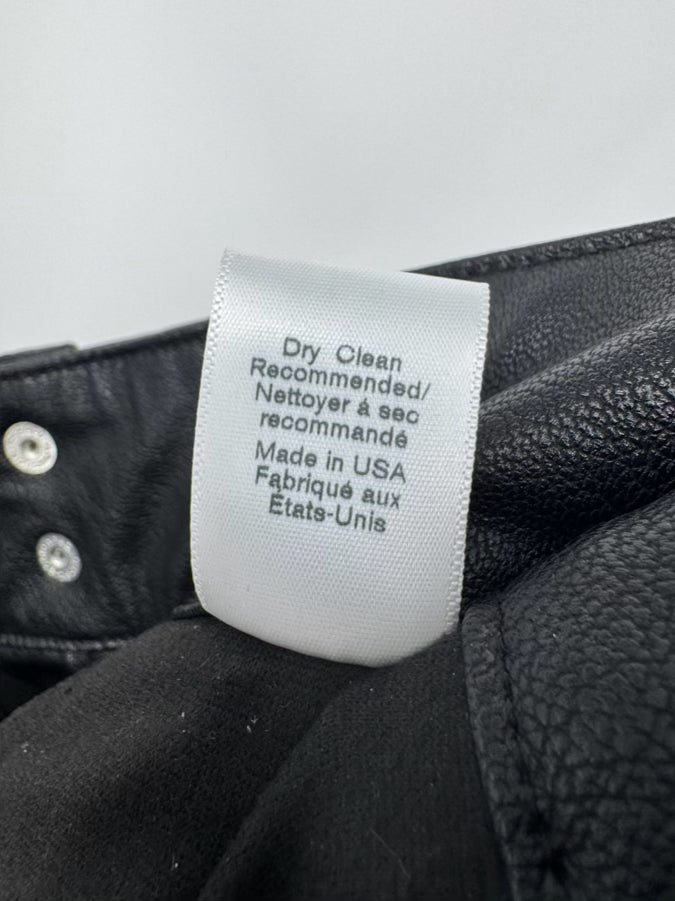 Dry Clean
Recommended/
Nettoyer à sec
recommandé
Made in USA
Fabriqué aux
États-Unis